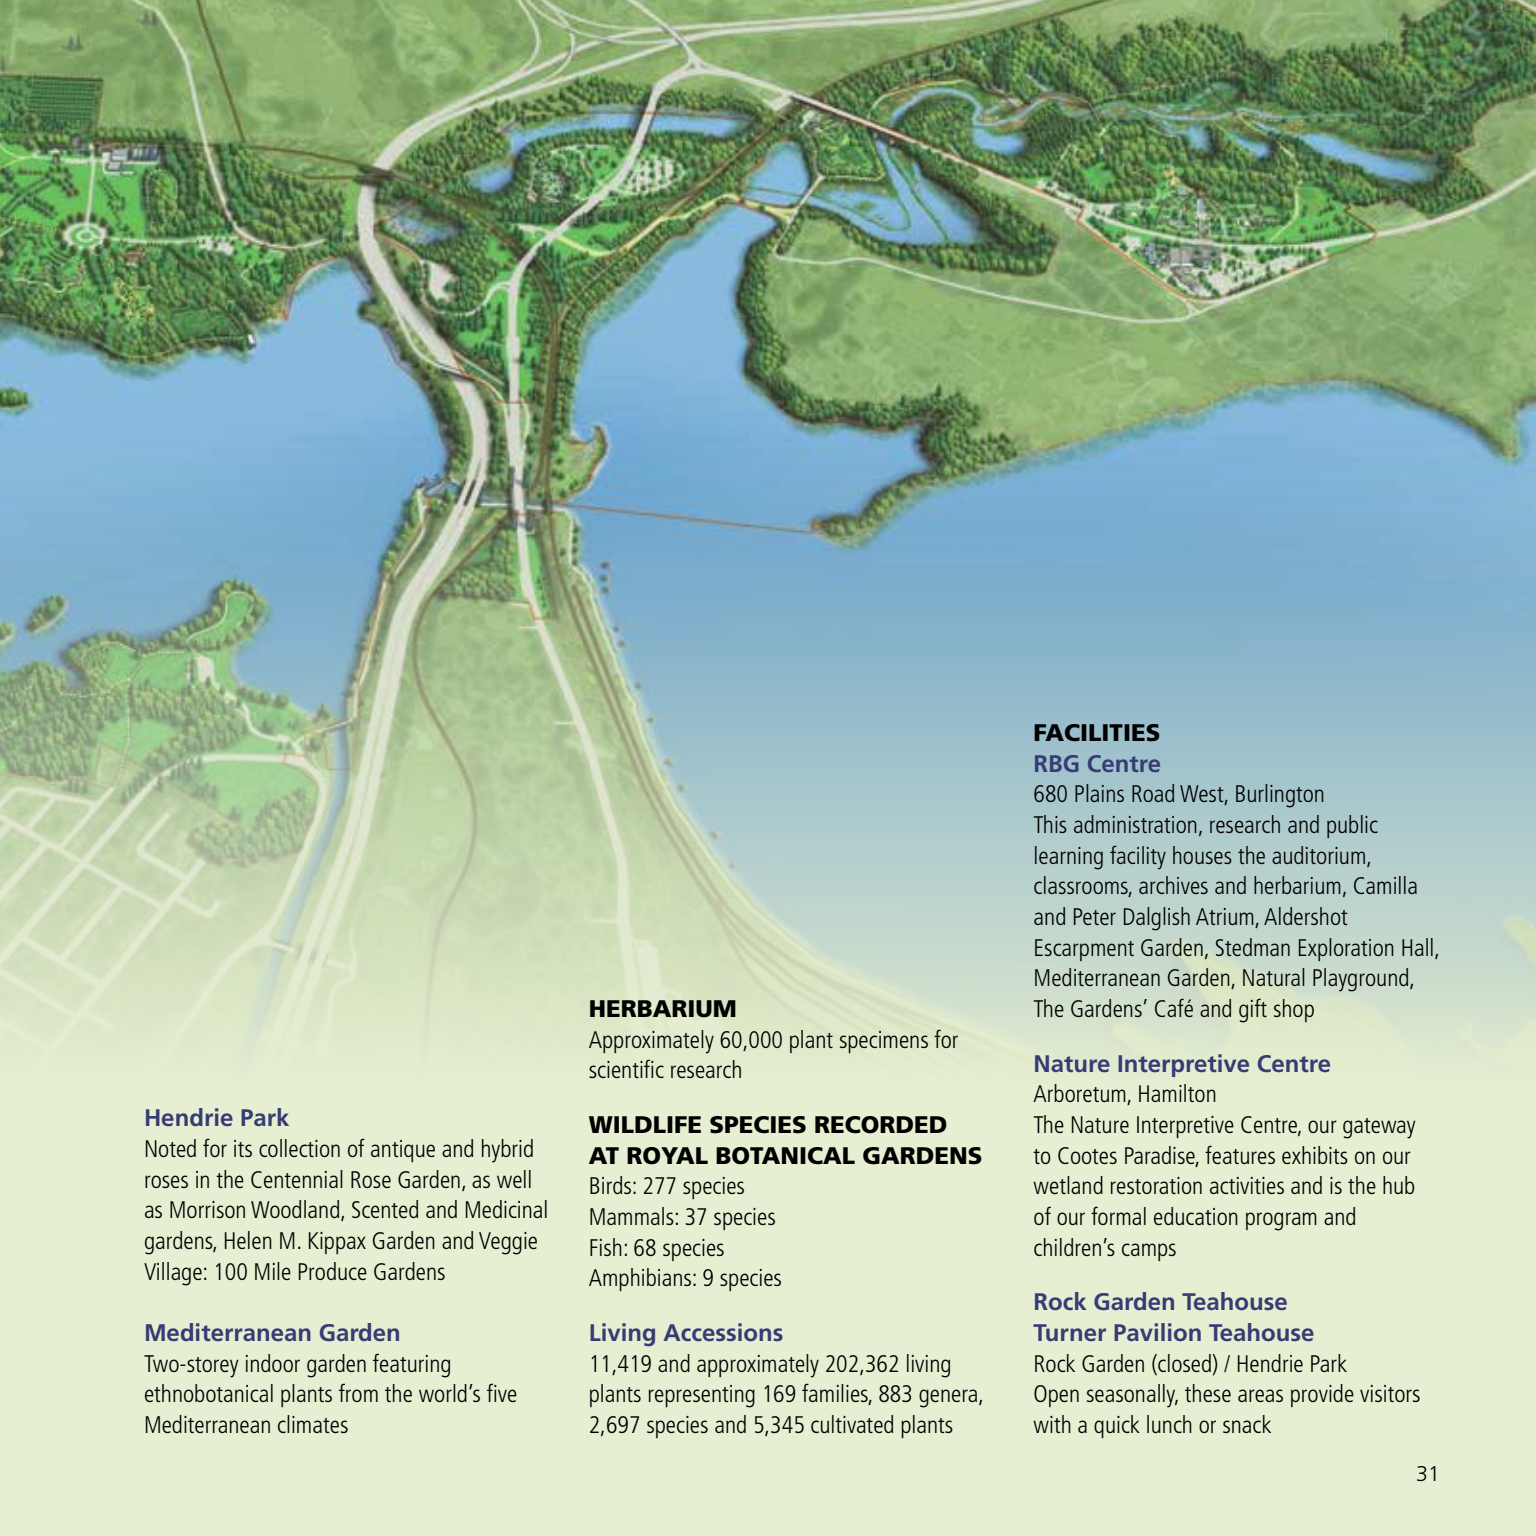 Hendrie Park
Noted for its collection of antique and hybrid
roses in the Centennial Rose Garden, as well
as Morrison Woodland, Scented and Medicinal
gardens, Helen M. Kippax Garden and Veggie
Village: 100 Mile Produce Gardens
Mediterranean Garden
Two-storey indoor garden featuring
ethnobotanical plants from the world’s five
Mediterranean climates
HERBARIUM
Approximately 60,000 plant specimens for
scientific research
WILDLIFE SPECIES RECORDED
AT ROYAL BOTANICAL GARDENS
Birds: 277 species
Mammals: 37 species
Fish: 68 species
Amphibians: 9 species
Living Accessions
11,419 and approximately 202,362 living
plants representing 169 families, 883 genera,
2,697 species and 5,345 cultivated plants
FACILITIES
RBG Centre
680 Plains Road West, Burlington
This administration, research and public
learning facility houses the auditorium,
classrooms, archives and herbarium, Camilla
and Peter Dalglish Atrium, Aldershot
Escarpment Garden, Stedman Exploration Hall,
Mediterranean Garden, Natural Playground,
The Gardens’ Café and gift shop
Nature Interpretive Centre
Arboretum, Hamilton
The Nature Interpretive Centre, our gateway
to Cootes Paradise, features exhibits on our
wetland restoration activities and is the hub
of our formal education program and
children’s camps
Rock Garden Teahouse
Turner Pavilion Teahouse
Rock Garden (closed) / Hendrie Park
Open seasonally, these areas provide visitors
with a quick lunch or snack
31